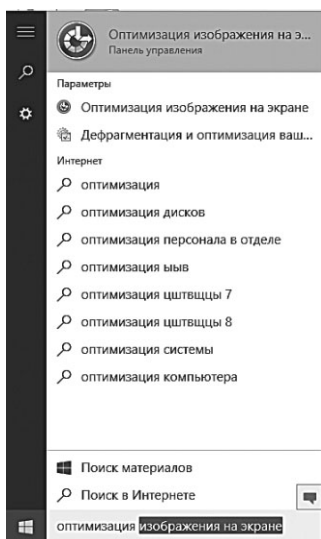 Оптимизация изображения на э...
Панель управления
Параметры
Оптимизация изображения на экране
Дефрагментация и оптимизация ваш...
Интернет
оптимизация
оптимизация дисков
оптимизация персонала в отделе
оптимизация ыыв
оптимизация цштвщцы 7
оптимизация цштвщцы 8
оптимизация системы
оптимизация компьютера
Поиск материалов
Поиск в Интернете
оптимизация изображения на экране